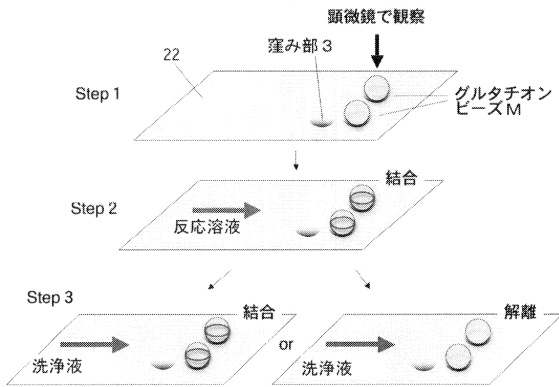 顕微鏡で観察
窪み部3
22
Step 1
グルタチオン
ビーズM
結合
Step 2
反応溶液
Step 3
結合
解離
or
洗浄液
洗浄液